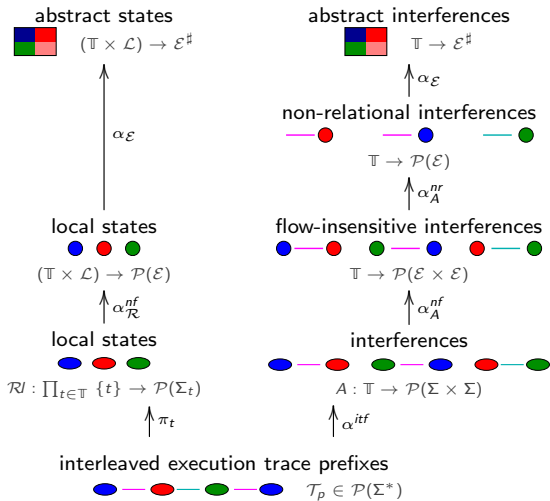 abstract states
(𝕋 × ℒ) → ℰ♯
α_ℰ
local states
(𝕋 × ℒ) → 𝒫(ℰ)
α_ℛ^nf
local states
ℛI : ∏_{t∈𝕋} {t} → 𝒫(Σ_t)
π_t
abstract interferences
𝕋 → ℰ♯
α_ℰ
non-relational interferences
𝕋 → 𝒫(ℰ)
α_A^nr
flow-insensitive interferences
𝕋 → 𝒫(ℰ × ℰ)
α_A^nf
interferences
A : 𝕋 → 𝒫(Σ × Σ)
α^itf
interleaved execution trace prefixes
𝒯_p ∈ 𝒫(Σ*)